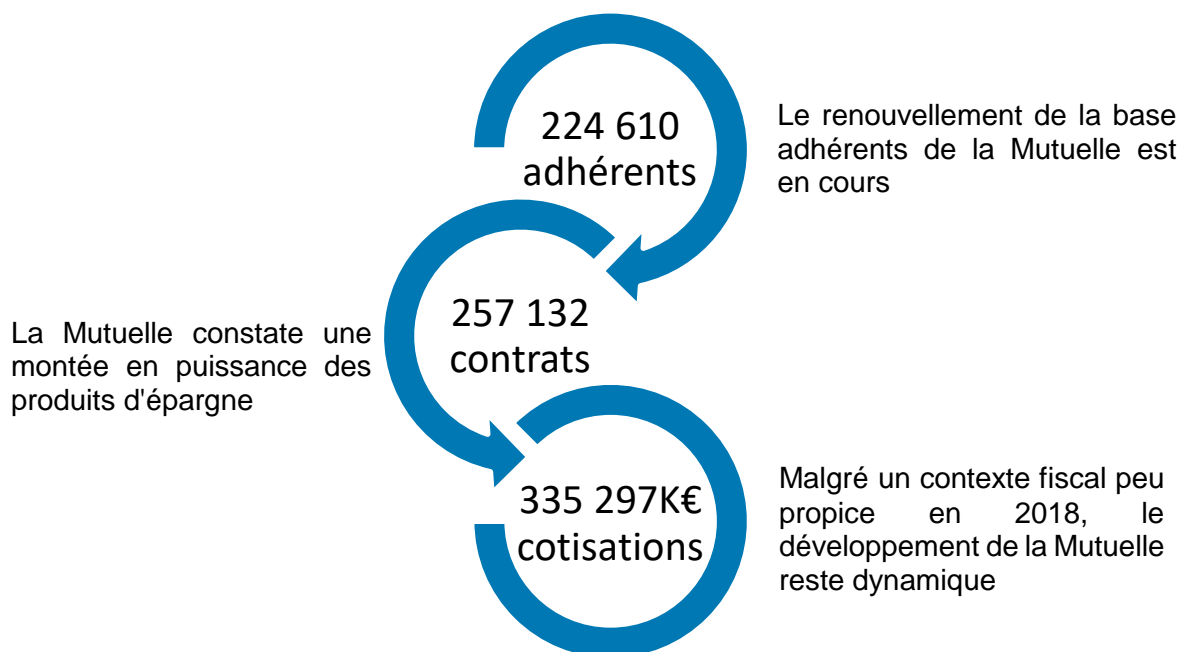 224 610
adhérents
Le renouvellement de la base
adhérents de la Mutuelle est
en cours
257 132
contrats
La Mutuelle constate une
montée en puissance des
produits d'épargne
335 297K€
cotisations
Malgré un contexte fiscal peu
propice en 2018, le
développement de la Mutuelle
reste dynamique